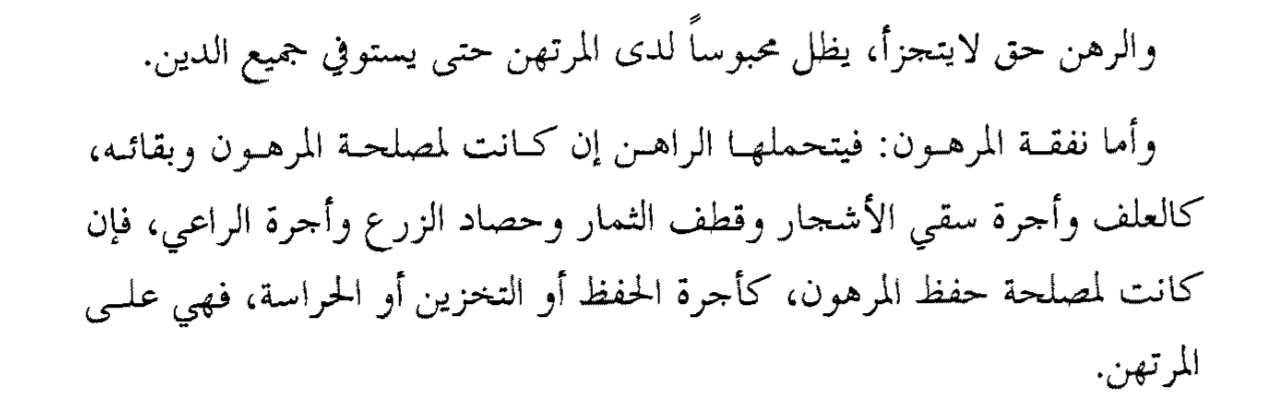 والرهن حق لايتجزأ، يظل محبوساً لدى المرتهن حتى يستوفي جميع الدين.
وأما نفقة المرهون: فيتحملها الراهن إن كانت لمصلحة المرهون وبقائه،
كالعلف وأجرة سقي الأشجار وقطف الثمار وحصاد الزرع وأجرة الراعي، فإن
كانت لمصلحة حفظ المرهون، كأجرة الحفظ أو التخزين أو الحراسة، فهي على
المرتهن.